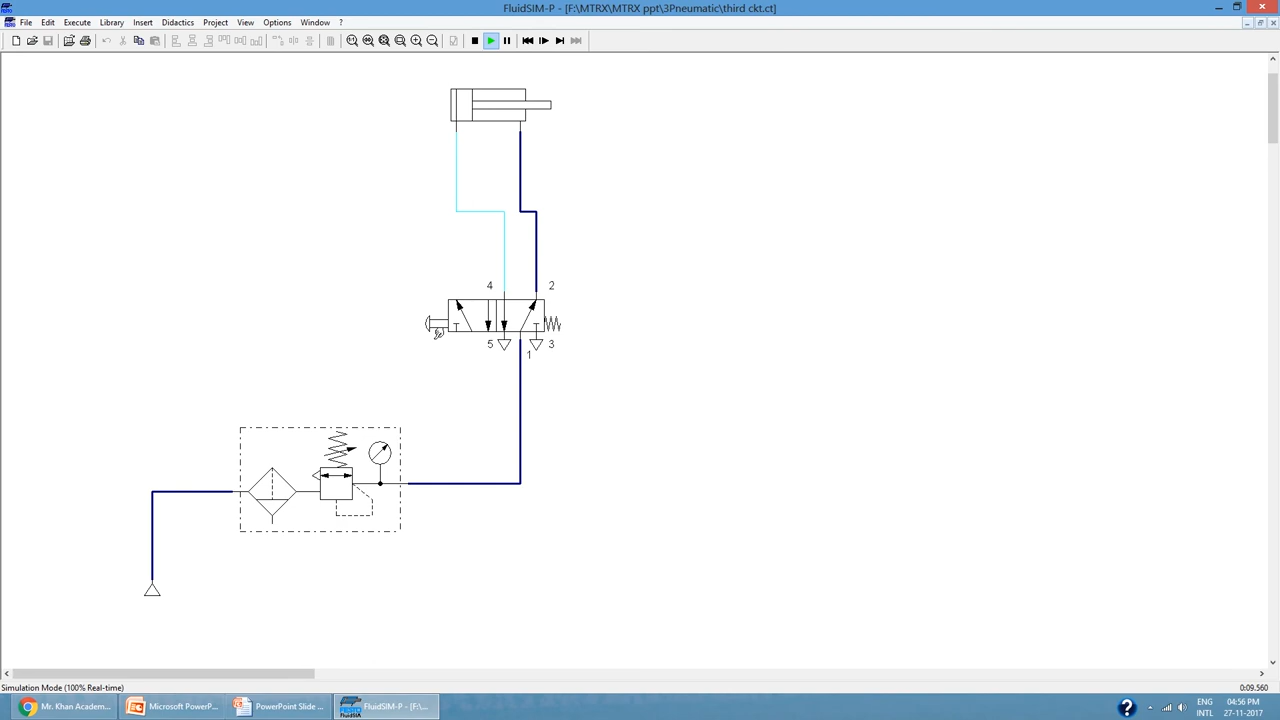 FluidSIM-P - [F:\MTRX\MTRX ppt\3Pneumatic\third ckt.ct]
File Edit Execute Library Insert Didactics Project View Options Window ?
4 2
5 3
1
Simulation Mode (100% Real-time) 0:09.560
Mr. Khan Academ... Microsoft PowerP... PowerPoint Slide ... FluidSIM-P - [F:\...
ENG 04:56 PM
INTL 27-11-2017